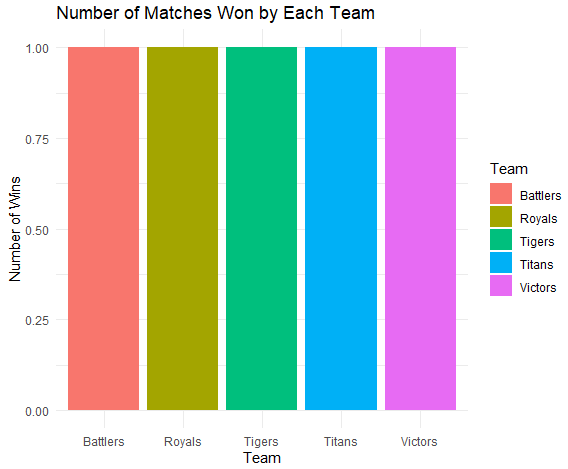 Number of Matches Won by Each Team
1.00
0.75
0.50
0.25
0.00
Number of Wins
Battlers Royals Tigers Titans Victors
Team
Team
Battlers
Royals
Tigers
Titans
Victors